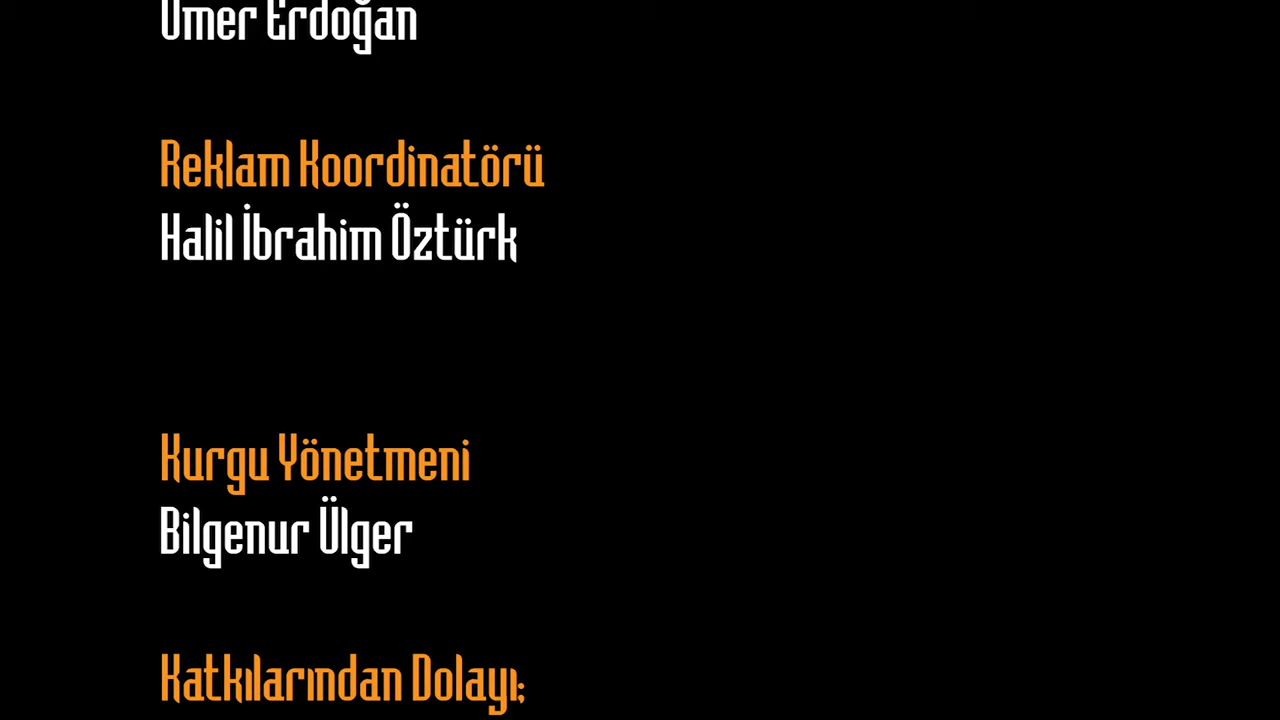 Ömer Erdoğan
Reklam Koordinatörü
Halil İbrahim Öztürk
Kurgu Yönetmeni
Bilgenur Ülger
Katkılarından Dolayı;